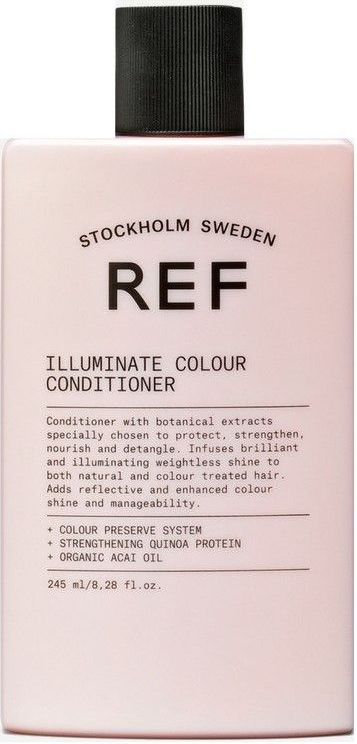 STOCKHOLM SWEDEN
REF
ILLUMINATE COLOUR
CONDITIONER
Conditioner with botanical extracts
specially chosen to protect, strengthen,
nourish and detangle. Infuses brilliant
and illuminating weightless shine to
both natural and colour treated hair.
Adds reflective and enhanced colour
shine and manageability.
+ COLOUR PRESERVE SYSTEM
+ STRENGTHENING QUINOA PROTEIN
+ ORGANIC ACAI OIL
245 ml/8,28 fl.oz.